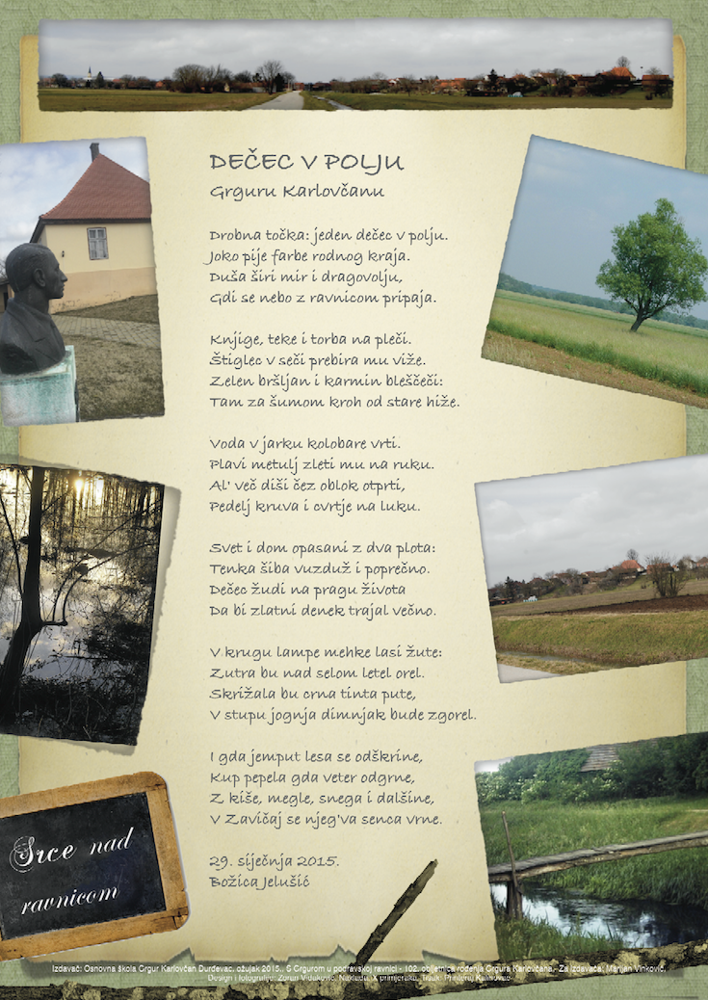 DEČEC V POLJU
Grguru Karlovčanu
Drobna točka: jeden dečec v polju.
Joko pije farbe rodnog kraja.
Duša širi mir i dragovolju,
Gdi se nebo z ravnicom pripaja.
Knjige, teke i torba na pleči.
Štiglec v seči prebira mu viže.
Zelen bršljan i karmin bleščeči:
Tam za šumom kroh od stare hiže.
Voda v jarku kolobare vrti.
Plavi metulj zleti mu na ruku.
Al' več diši čez oblok otprti,
Pedelj kruva i cvrtje na luku.
Svet i dom opasani z dva plota:
Tenka šiba vuzduž i poprečno.
Dečec žudi na pragu života
Da bi zlatni denek trajal večno.
V krugu lampe mehke lasi žute:
Zutra bu nad selom letel orel.
Skrižala bu crna tinta pute,
V stupu jognja dimnjak bude zgorel.
I gda jemput lesa se odškrine,
Kup pepela gda veter odgrne,
Z kiše, megle, snega i dalšine,
V Zavičaj se njeg'va senca vrne.
29. siječnja 2015.
Božica Jelušić
Srce nad
ravnicom
Izdavač: Osnovna škola Grgur Karlovčan Đurđevac, ožujak 2015., S Grgurom u podravskoj ravnici - 102. obljetnica rođenja Grgura Karlovčana,- Za izdavača: Marijan Vinković,
Design i fotografije: Zoran Vidaković, Naklada: IX primjeraka, Tisak: Printeraj Kalinovac